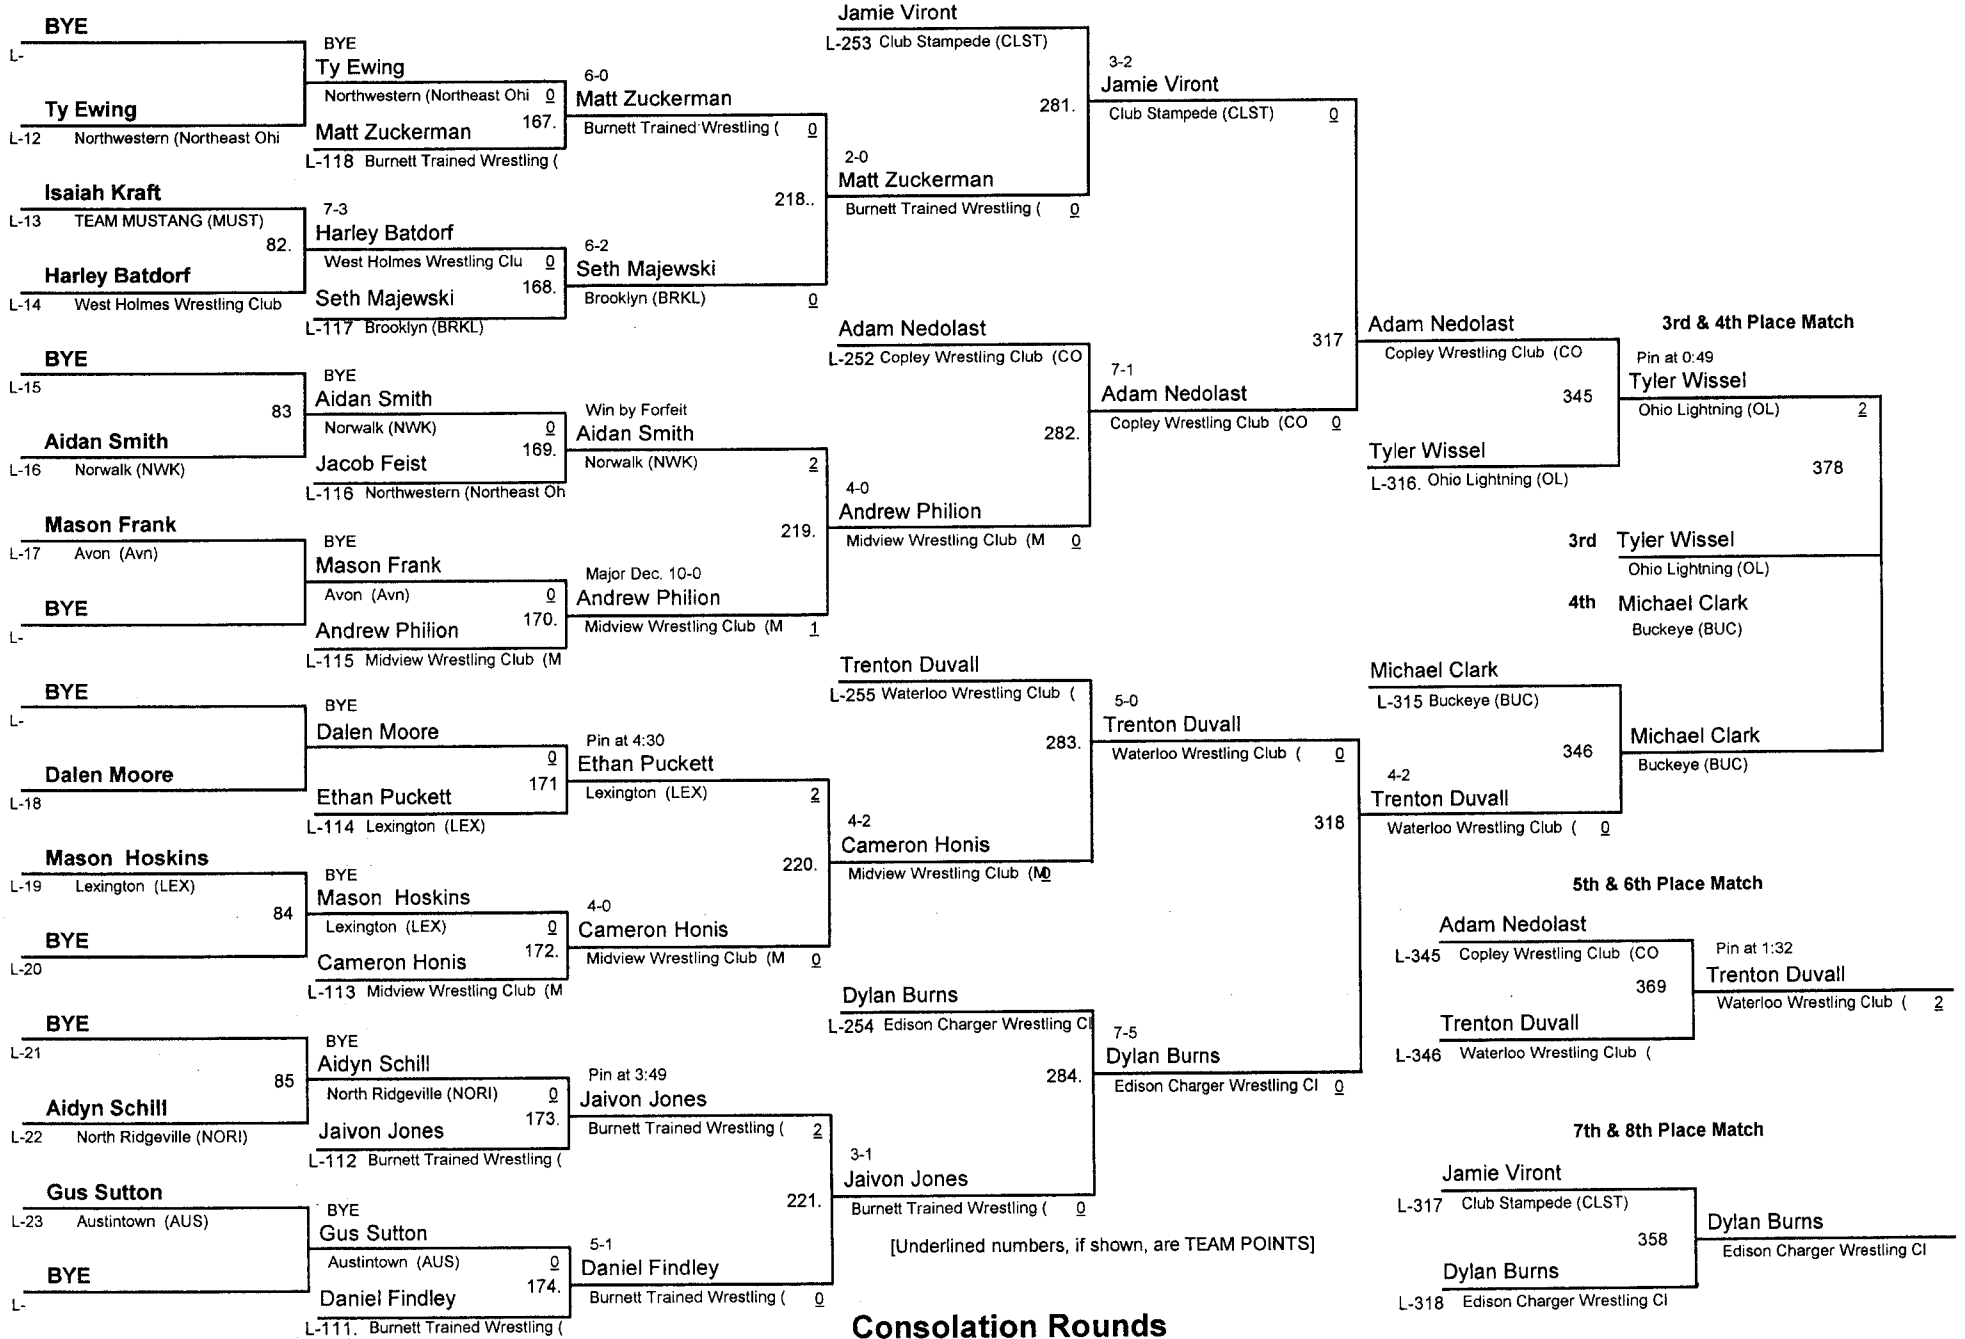 BYE
L-
Ty Ewing
L-12 Northwestern (Northeast Ohi
Isaiah Kraft
L-13 TEAM MUSTANG (MUST)
82.
Harley Batdorf
L-14 West Holmes Wrestling Club
BYE
L-15
83
Aidan Smith
L-16 Norwalk (NWK)
Mason Frank
L-17 Avon (Avn)
BYE
L-
BYE
L-
Dalen Moore
L-18
Mason Hoskins
L-19 Lexington (LEX)
84
BYE
L-20
BYE
L-21
85
Aidyn Schill
L-22 North Ridgeville (NORI)
Gus Sutton
L-23 Austintown (AUS)
BYE
L-
BYE
Ty Ewing
Northwestern (Northeast Ohi 0
167.
Matt Zuckerman
L-118 Burnett Trained Wrestling (
7-3
Harley Batdorf
West Holmes Wrestling Clu 0
168.
Seth Majewski
L-117 Brooklyn (BRKL)
BYE
Aidan Smith
Norwalk (NWK) 0
169.
Jacob Feist
L-116 Northwestern (Northeast Oh
BYE
Mason Frank
Avon (Avn) 0
170.
Andrew Philion
L-115 Midview Wrestling Club (M
BYE
Dalen Moore
0
171
Ethan Puckett
L-114 Lexington (LEX)
BYE
Mason Hoskins
Lexington (LEX) 0
172.
Cameron Honis
L-113 Midview Wrestling Club (M
BYE
Aidyn Schill
North Ridgeville (NORI) 0
173.
Jaivon Jones
L-112 Burnett Trained Wrestling (
BYE
Gus Sutton
Austintown (AUS) 0
174.
Daniel Findley
L-111. Burnett Trained Wrestling (
6-0
Matt Zuckerman
Burnett Trained Wrestling ( 0
218..
6-2
Seth Majewski
Brooklyn (BRKL) 0
Win by Forfeit
Aidan Smith
Norwalk (NWK) 2
219.
Major Dec. 10-0
Andrew Philion
Midview Wrestling Club (M 1
Pin at 4:30
Ethan Puckett
Lexington (LEX) 2
220.
4-0
Cameron Honis
Midview Wrestling Club (M 0
Pin at 3:49
Jaivon Jones
Burnett Trained Wrestling ( 2
221.
5-1
Daniel Findley
Burnett Trained Wrestling ( 0
Jamie Viront
L-253 Club Stampede (CLST)
281.
2-0
Matt Zuckerman
Burnett Trained Wrestling ( 0
Adam Nedolast
L-252 Copley Wrestling Club (CO
282.
4-0
Andrew Philion
Midview Wrestling Club (M 0
Trenton Duvall
L-255 Waterloo Wrestling Club (
283.
4-2
Cameron Honis
Midview Wrestling Club (M 0
Dylan Burns
L-254 Edison Charger Wrestling Cl
284.
3-1
Jaivon Jones
Burnett Trained Wrestling ( 0
3-2
Jamie Viront
Club Stampede (CLST) 0
317
7-1
Adam Nedolast
Copley Wrestling Club (CO 0
5-0
Trenton Duvall
Waterloo Wrestling Club ( 0
318
7-5
Dylan Burns
Edison Charger Wrestling Cl 0
Adam Nedolast
Copley Wrestling Club (CO
345
Tyler Wissel
L-316. Ohio Lightning (OL)
Michael Clark
L-315 Buckeye (BUC)
346
4-2
Trenton Duvall
Waterloo Wrestling Club ( 0
3rd & 4th Place Match
Pin at 0:49
Tyler Wissel
Ohio Lightning (OL) 2
378
3rd Tyler Wissel
Ohio Lightning (OL)
4th Michael Clark
Buckeye (BUC)
Michael Clark
Buckeye (BUC)
5th & 6th Place Match
Adam Nedolast
L-345 Copley Wrestling Club (CO
369
Trenton Duvall
L-346 Waterloo Wrestling Club (
Pin at 1:32
Trenton Duvall
Waterloo Wrestling Club ( 2
7th & 8th Place Match
Jamie Viront
L-317 Club Stampede (CLST)
358
Dylan Burns
L-318 Edison Charger Wrestling Cl
Dylan Burns
Edison Charger Wrestling Cl
[Underlined numbers, if shown, are TEAM POINTS]
Consolation Rounds